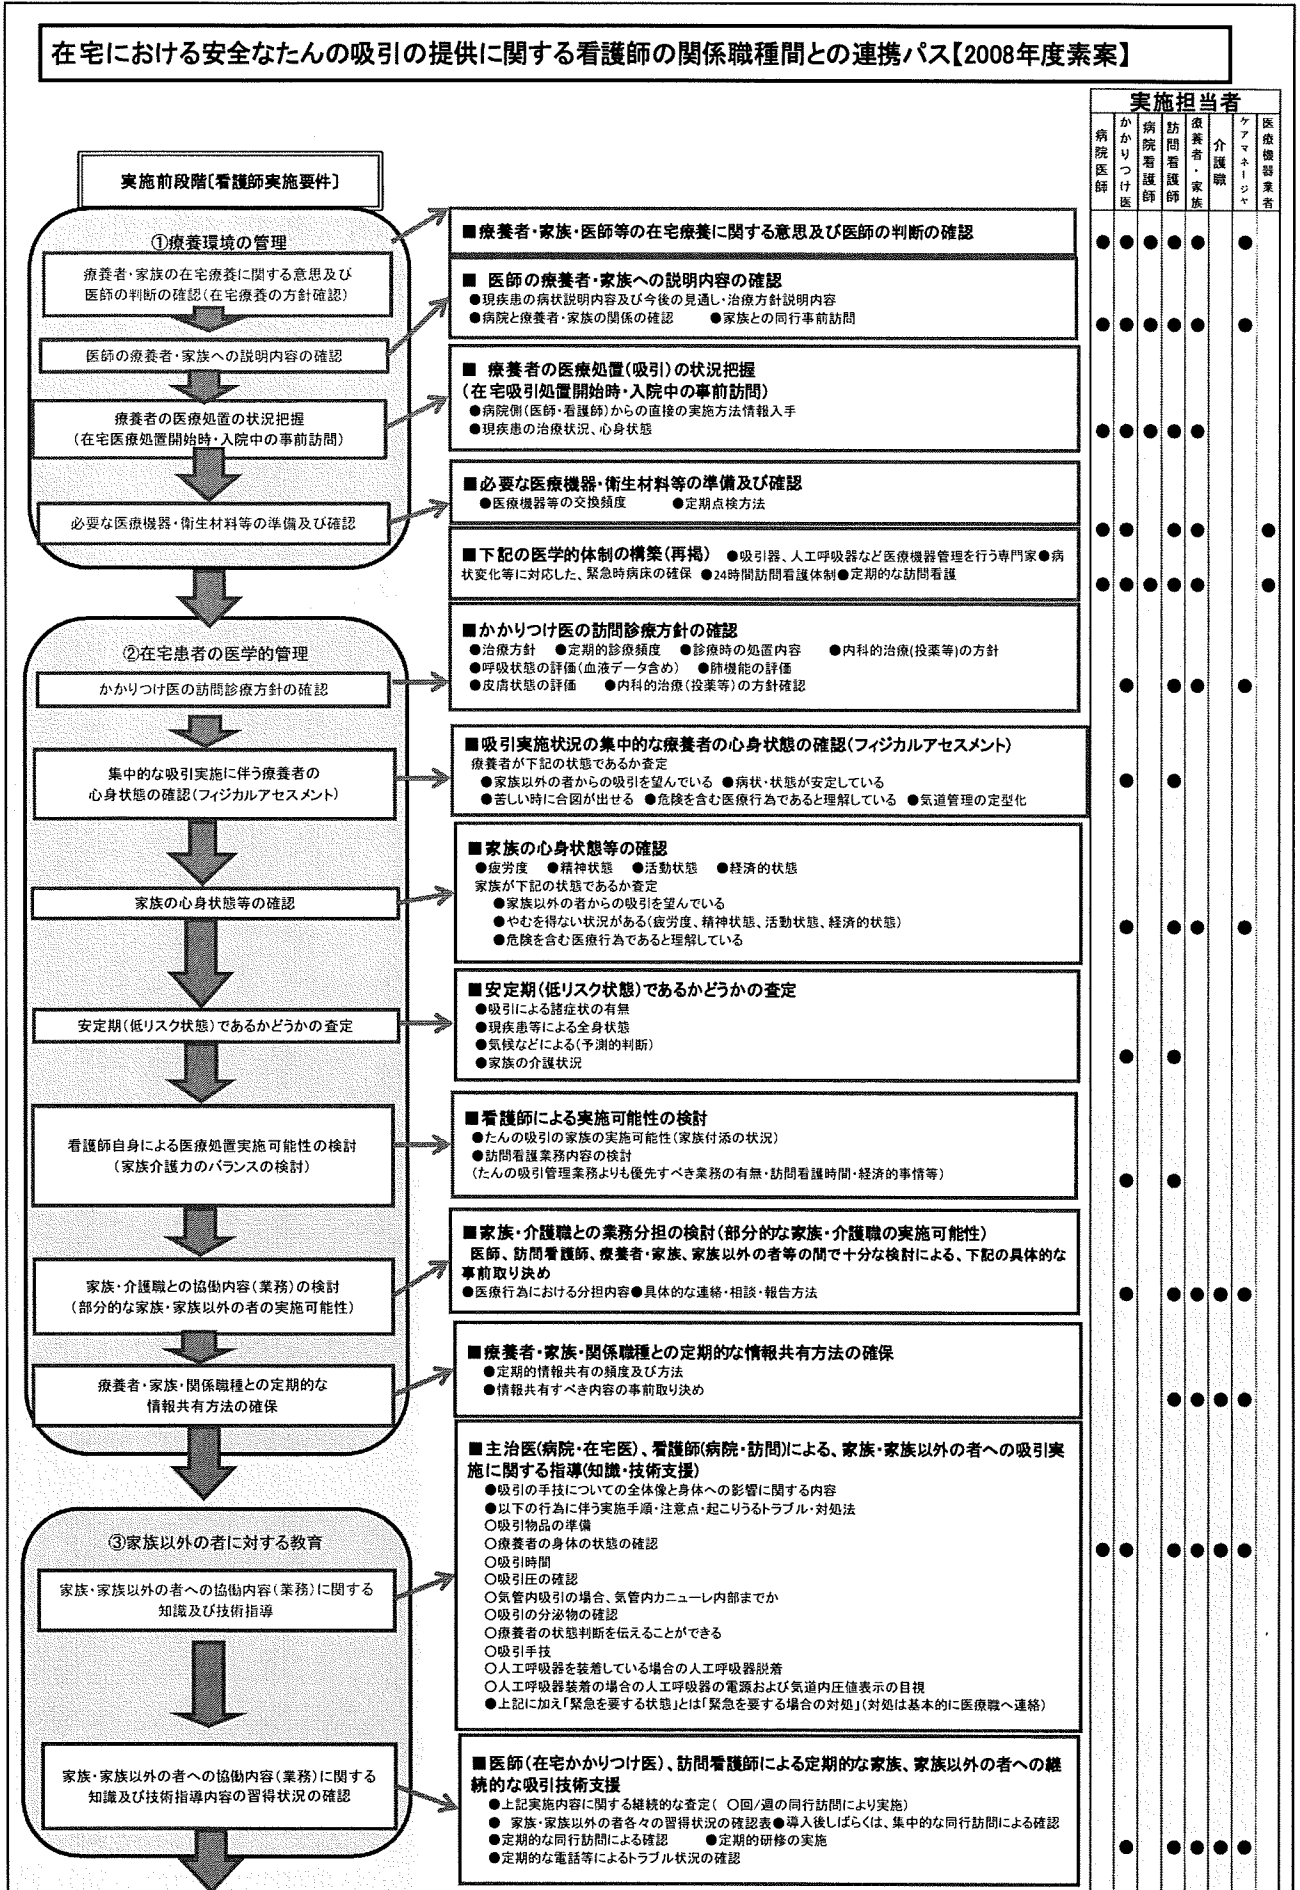 在宅における安全なたんの吸引の提供に関する看護師の関係職種間との連携パス【2008年度素案】
実施担当者
病院医師
かかりつけ医
病院看護師
訪問看護師
療養者・家族
介護職
ケアマネージャ
医療機器業者
実施前段階[看護師実施要件]
①療養環境の管理
療養者・家族の在宅療養に関する意思及び
医師の判断の確認(在宅療養の方針確認)
医師の療養者・家族への説明内容の確認
療養者の医療処置の状況把握
(在宅医療処置開始時・入院中の事前訪問)
必要な医療機器・衛生材料等の準備及び確認
■療養者・家族・医師等の在宅療養に関する意思及び医師の判断の確認
●●●●● ●
■ 医師の療養者・家族への説明内容の確認
●現疾患の病状説明内容及び今後の見通し・治療方針説明内容
●病院と療養者・家族の関係の確認 ●家族との同行事前訪問
●●●●● ●
■ 療養者の医療処置(吸引)の状況把握
(在宅吸引処置開始時・入院中の事前訪問)
●病院側(医師・看護師)からの直接の実施方法情報入手
●現疾患の治療状況、心身状態
●●●●●
■必要な医療機器・衛生材料等の準備及び確認
●医療機器等の交換頻度 ●定期点検方法
●● ●● ●
■下記の医学的体制の構築(再掲) ●吸引器、人工呼吸器など医療機器管理を行う専門家●病
状変化等に対応した、緊急時病床の確保 ●24時間訪問看護体制●定期的な訪問看護
●●●●● ●
②在宅患者の医学的管理
かかりつけ医の訪問診療方針の確認
集中的な吸引実施に伴う療養者の
心身状態の確認(フィジカルアセスメント)
家族の心身状態等の確認
安定期(低リスク状態)であるかどうかの査定
看護師自身による医療処置実施可能性の検討
(家族介護力のバランスの検討)
家族・介護職との協働内容(業務)の検討
(部分的な家族・家族以外の者の実施可能性)
療養者・家族・関係職種との定期的な
情報共有方法の確保
■かかりつけ医の訪問診療方針の確認
●治療方針 ●定期的診療頻度 ●診療時の処置内容 ●内科的治療(投薬等)の方針
●呼吸状態の評価(血液データ含め) ●肺機能の評価
●皮膚状態の評価 ●内科的治療(投薬等)の方針確認
● ●● ●
■吸引実施状況の集中的な療養者の心身状態の確認(フィジカルアセスメント)
療養者が下記の状態であるか査定
●家族以外の者からの吸引を望んでいる ●病状・状態が安定している
●苦しい時に合図が出せる ●危険を含む医療行為であると理解している ●気道管理の定型化
● ●
■家族の心身状態等の確認
●疲労度 ●精神状態 ●活動状態 ●経済的状態
家族が下記の状態であるか査定
●家族以外の者からの吸引を望んでいる
●やむを得ない状況がある(疲労度、精神状態、活動状態、経済的状態)
●危険を含む医療行為であると理解している
● ●● ●
■安定期(低リスク状態)であるかどうかの査定
●吸引による諸症状の有無
●現疾患等による全身状態
●気候などによる(予測的判断)
●家族の介護状況
● ●
■看護師による実施可能性の検討
●たんの吸引の家族の実施可能性(家族付添の状況)
●訪問看護業務内容の検討
(たんの吸引管理業務よりも優先すべき業務の有無・訪問看護時間・経済的事情等)
● ●
■家族・介護職との業務分担の検討(部分的な家族・介護職の実施可能性)
医師、訪問看護師、療養者・家族、家族以外の者等の間で十分な検討による、下記の具体的な
事前取り決め
●医療行為における分担内容●具体的な連絡・相談・報告方法
● ●●●●
■療養者・家族・関係職種との定期的な情報共有方法の確保
●定期的情報共有の頻度及び方法
●情報共有すべき内容の事前取り決め
●●●●
③家族以外の者に対する教育
家族・家族以外の者への協働内容(業務)に関する
知識及び技術指導
家族・家族以外の者への協働内容(業務)に関する
知識及び技術指導内容の習得状況の確認
■主治医(病院・在宅医)、看護師(病院・訪問)による、家族・家族以外の者への吸引実
施に関する指導(知識・技術支援)
●吸引の手技についての全体像と身体への影響に関する内容
●以下の行為に伴う実施手順・注意点・起こりうるトラブル・対処法
○吸引物品の準備
○療養者の身体の状態の確認
○吸引時間
○吸引圧の確認
○気管内吸引の場合、気管内カニューレ内部までか
○吸引の分泌物の確認
○療養者の状態判断を伝えることができる
○吸引手技
○人工呼吸器を装着している場合の人工呼吸器脱着
○人工呼吸器装着の場合の人工呼吸器の電源および気道内圧値表示の目視
●上記に加え「緊急を要する状態」とは「緊急を要する場合の対処」(対処は基本的に医療職へ連絡)
●● ●●●●
■医師(在宅かかりつけ医)、訪問看護師による定期的な家族、家族以外の者への継
続的な吸引技術支援
●上記実施内容に関する継続的な査定( ○回/週の同行訪問により実施)
● 家族・家族以外の者各々の習得状況の確認表●導入後しばらくは、集中的な同行訪問による確認
●定期的な同行訪問による確認 ●定期的研修の実施
●定期的な電話等によるトラブル状況の確認
● ●●●●